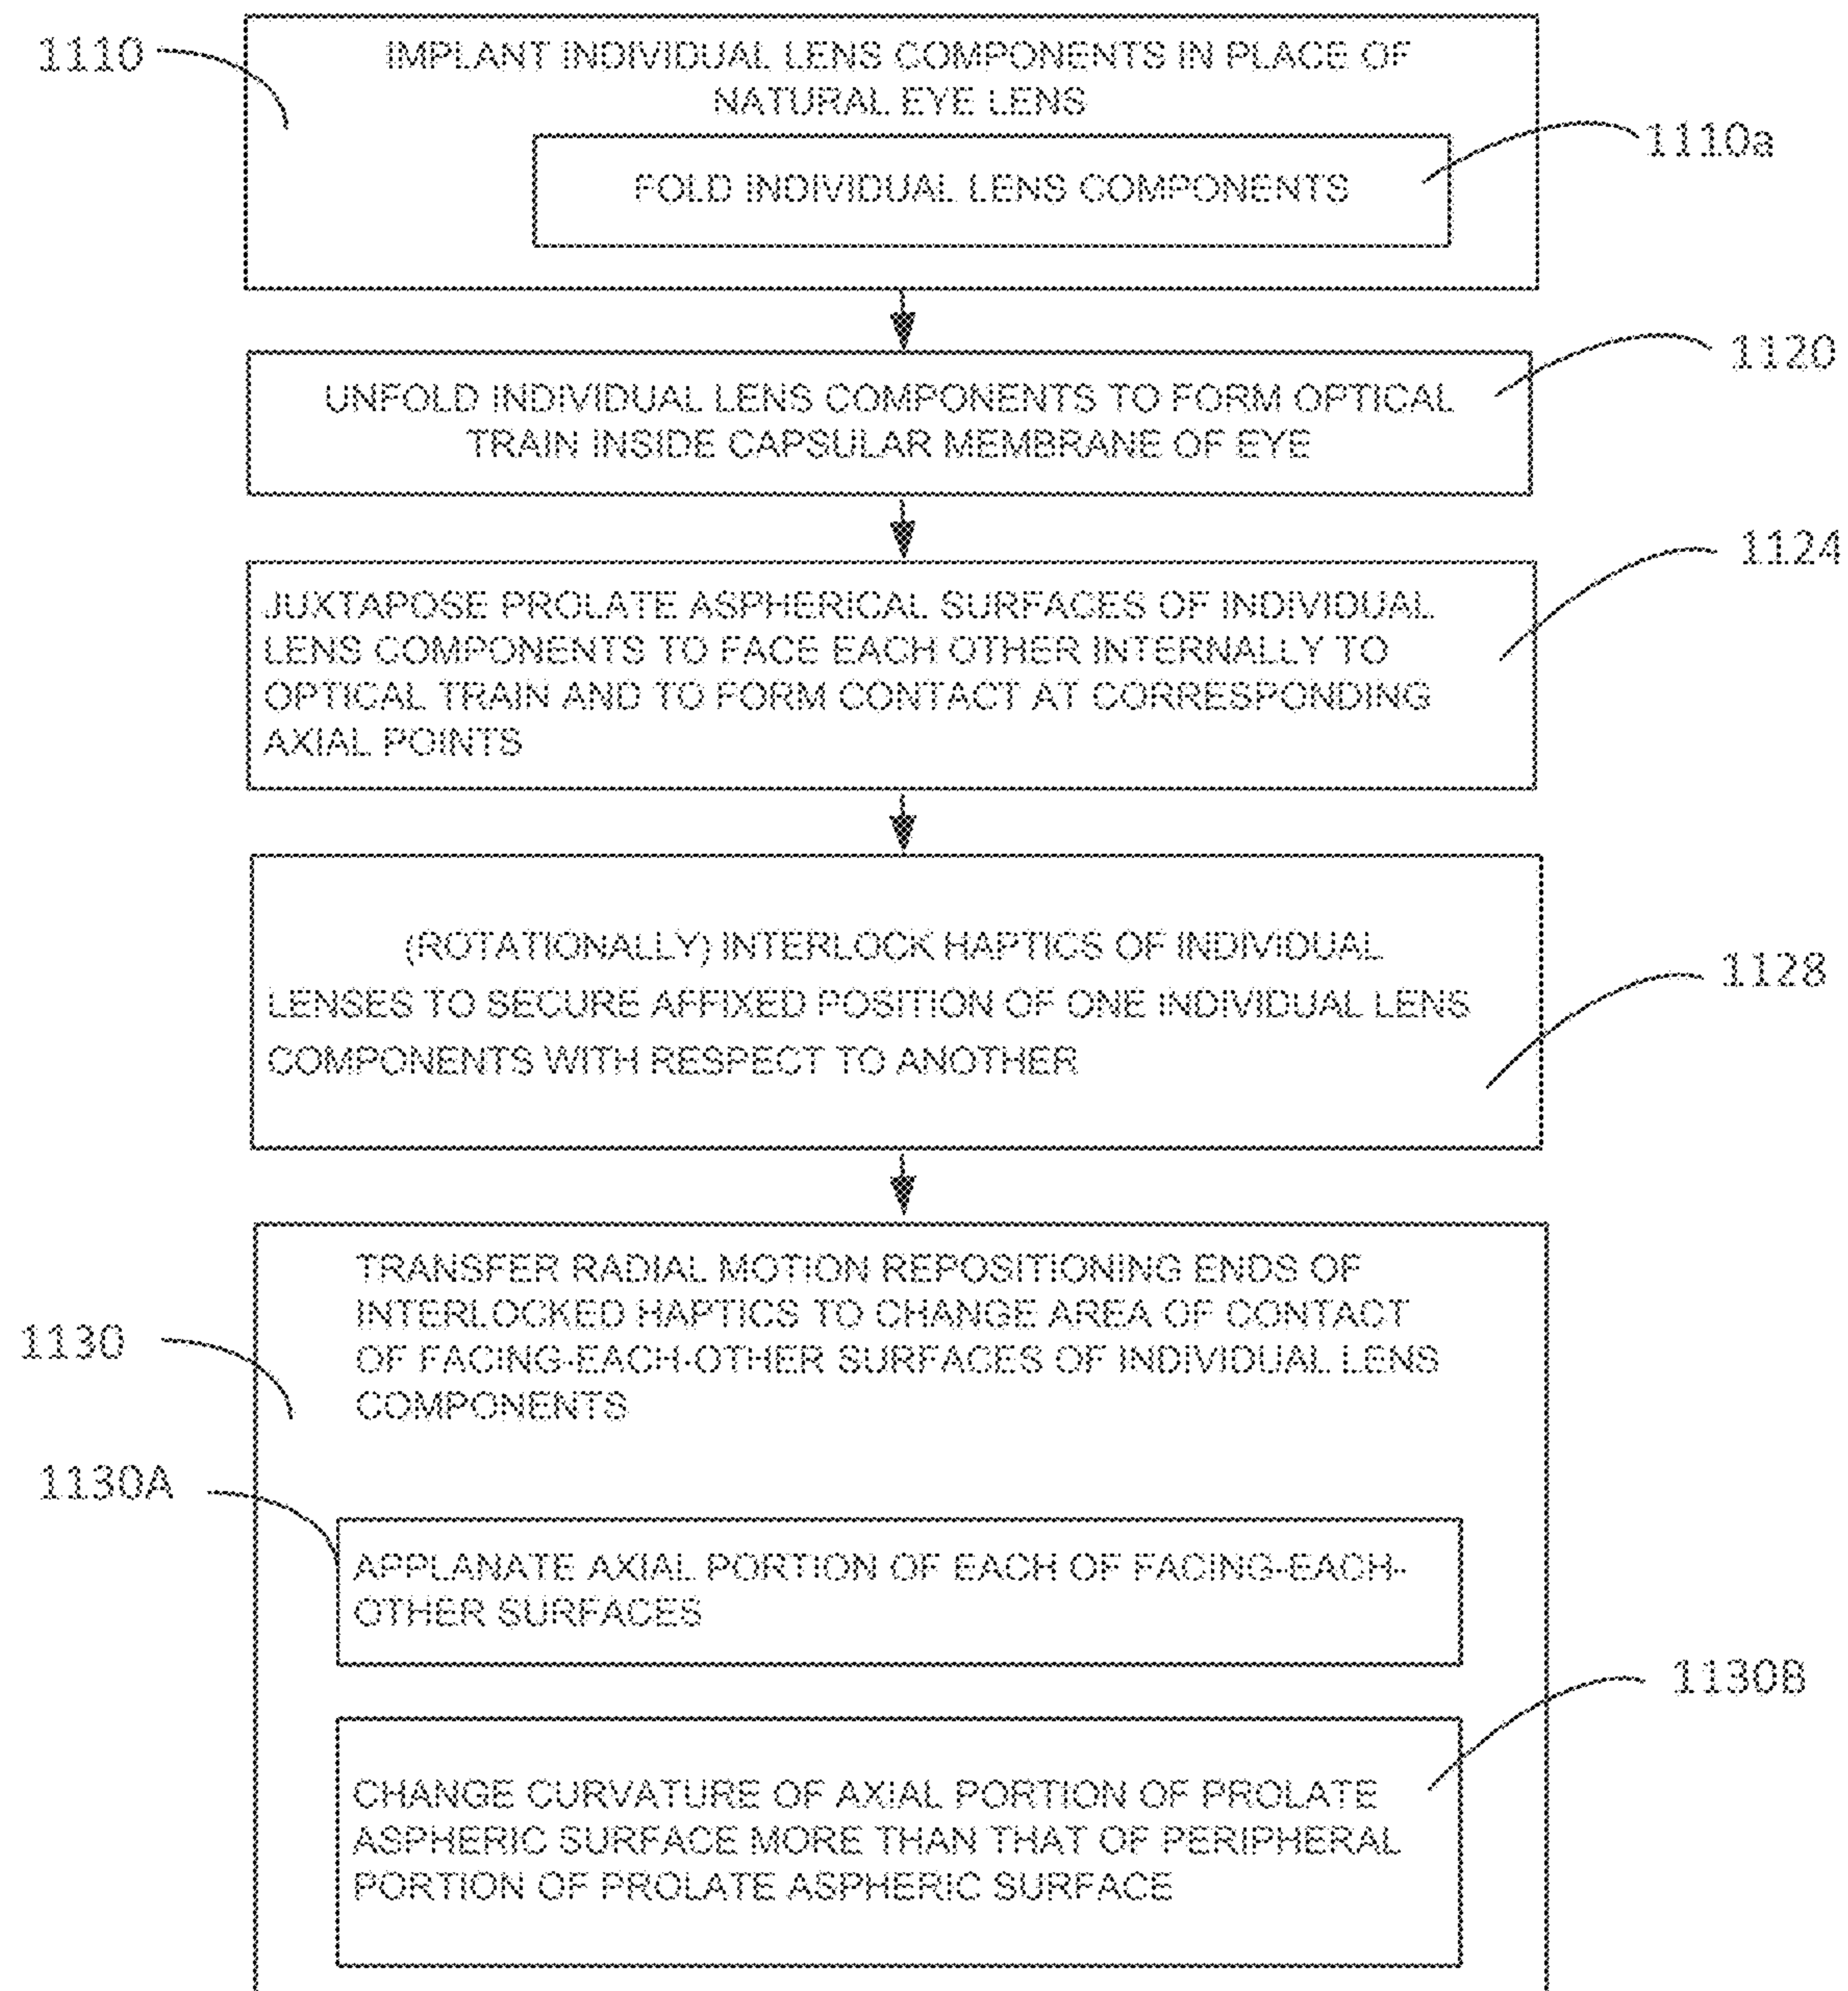 1110
IMPLANT INDIVIDUAL LENS COMPONENTS IN PLACE OF
NATURAL EYE LENS
1110a
FOLD INDIVIDUAL LENS COMPONENTS
1120
UNFOLD INDIVIDUAL LENS COMPONENTS TO FORM OPTICAL
TRAIN INSIDE CAPSULAR MEMBRANE OF EYE
1124
JUXTAPOSE PROLATE ASPHERICAL SURFACES OF INDIVIDUAL
LENS COMPONENTS TO FACE EACH OTHER INTERNALLY TO
OPTICAL TRAIN AND TO FORM CONTACT AT CORRESPONDING
AXIAL POINTS
(ROTATIONALLY) INTERLOCK HAPTICS OF INDIVIDUAL
1128
LENSES TO SECURE AFFIXED POSITION OF ONE INDIVIDUAL LENS
COMPONENTS WITH RESPECT TO ANOTHER
TRANSFER RADIAL MOTION REPOSITIONING ENDS OF
INTERLOCKED HAPTICS TO CHANGE AREA OF CONTACT
1130
OF FACING-EACH-OTHER SURFACES OF INDIVIDUAL LENS
COMPONENTS
1130A
APPLANATE AXIAL PORTION OF EACH OF FACING-EACH-
OTHER SURFACES
1130B
CHANGE CURVATURE OF AXIAL PORTION OF PROLATE
ASPHERIC SURFACE MORE THAN THAT OF PERIPHERAL
PORTION OF PROLATE ASPHERIC SURFACE